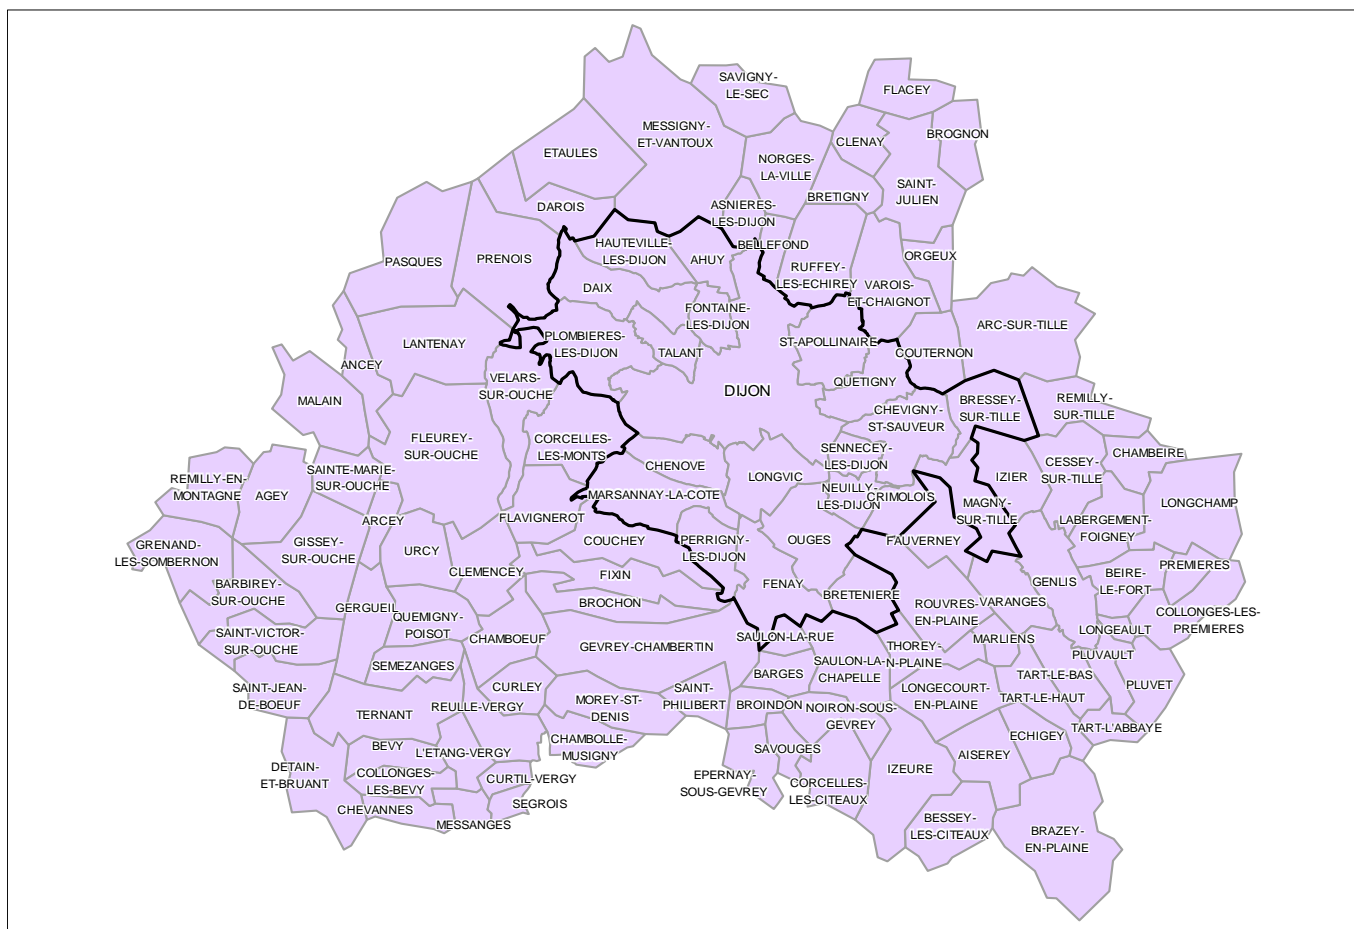 SAVIGNY-
LE-SEC
FLACEY
MESSIGNY-
ET-VANTOUX
CLENAY
BROGNON
ETAULES
NORGES-
LA-VILLE
SAINT-
JULIEN
BRETIGNY
DAROIS
ASNIERES-
LES-DIJON
HAUTEVILLE-
LES-DIJON
BELLEFOND
PRENOIS
PASQUES
AHUY
ORGEUX
RUFFEY-
LES-ECHIREY
DAIX
VAROIS-
ET-CHAIGNOT
FONTAINE-
LES-DIJON
ARC-SUR-TILLE
PLOMBIERES-
LES-DIJON
LANTENAY
ST-APOLLINAIRE
TALANT
COUTERNON
ANCEY
VELARS-
SUR-OUCHE
QUETIGNY
DIJON
MALAIN
BRESSEY-
SUR-TILLE
REMILLY-
SUR-TILLE
CHEVIGNY-
ST-SAUVEUR
FLEUREY-
SUR-OUCHE
CORCELLES-
LES-MONTS
SENNECEY-
LES-DIJON
CESSEY-
SUR-TILLE
CHAMBEIRE
SAINTE-MARIE-
SUR-OUCHE
CHENOVE
LONGVIC
IZIER
REMILLY-EN-
MONTAGNE
AGEY
MARSANNAY-LA-COTE
NEUILLY-
LES-DIJON
CRIMOLOIS
MAGNY-
SUR-TILLE
LONGCHAMP
FLAVIGNEROT
ARCEY
LABERGEMENT-
FOIGNEY
GRENAND-
LES-SOMBERNON
GISSEY-
SUR-OUCHE
URCY
COUCHEY
PERRIGNY-
LES-DIJON
OUGES
FAUVERNEY
CLEMENCEY
FIXIN
FENAY
GENLIS
BEIRE-
LE-FORT
PREMIERES
BARBIREY-
SUR-OUCHE
BROCHON
BRETENIERE
GERGUEIL
QUEMIGNY-
POISOT
ROUVRES-
EN-PLAINE
VARANGES
COLLONGES-LES-
PREMIERES
SAINT-VICTOR-
SUR-OUCHE
CHAMBOEUF
GEVREY-CHAMBERTIN
SAULON-LA-RUE
THOREY-
N-PLAINE
MARLIENS
LONGEAULT
PLUVAULT
SEMEZANGES
SAULON-LA-
CHAPELLE
BARGES
TART-LE-BAS
PLUVET
SAINT-JEAN-
DE-BOEUF
CURLEY
SAINT-
PHILIBERT
LONGECOURT-
EN-PLAINE
TART-LE-HAUT
REULLE-VERGY
MOREY-ST-
DENIS
BROINDON
NOIRON-SOUS-
GEVREY
TERNANT
TART-L'ABBAYE
ECHIGEY
BEVY
L'ETANG-VERGY
CHAMBOLLE-
MUSIGNY
SAVOUGES
AISEREY
DETAIN-
ET-BRUANT
COLLONGES-
LES-BEVY
CURTIL-VERGY
EPERNAY-
SOUS-GEVREY
CORCELLES-
LES-CITEAUX
IZEURE
CHEVANNES
SEGROIS
MESSANGES
BESSEY-
LES-CITEAUX
BRAZEY-
EN-PLAINE